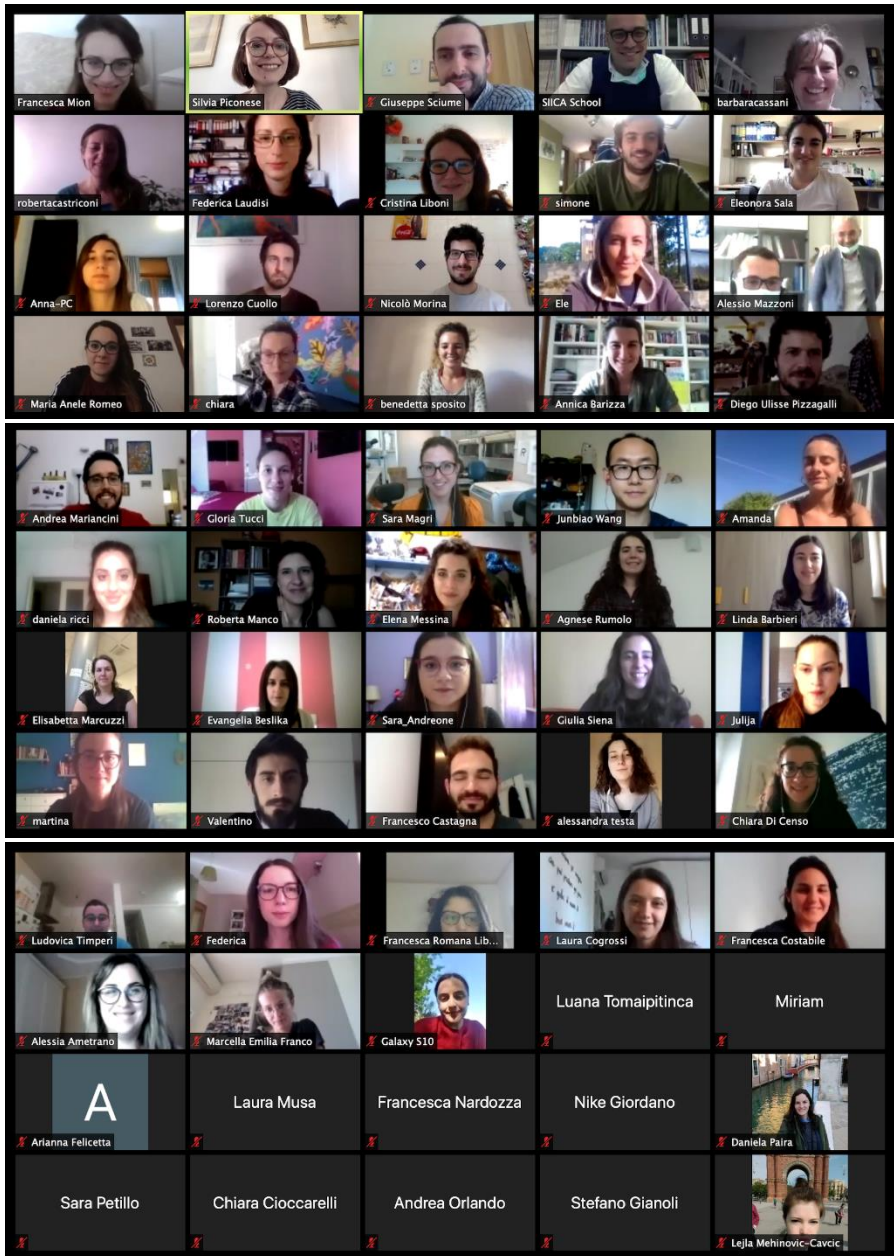 Francesca Mion
Silvia Piconese
Giuseppe Sciume
SIICA School
barbaracassani
robertacastriconi
Federica Laudisi
Cristina Liboni
simone
Eleonora Sala
Anna-PC
Lorenzo Cuollo
Nicolò Morina
Ele
Alessio Mazzoni
Maria Anele Romeo
chiara
benedetta sposito
Annica Barizza
Diego Ulisse Pizzagalli
Andrea Mariancini
Gloria Tucci
Sara Magri
Junbiao Wang
Amanda
daniela ricci
Roberta Manco
Elena Messina
Agnese Rumolo
Linda Barbieri
Elisabetta Marcuzzi
Evangelia Beslika
Sara_Andreone
Giulia Siena
Julija
martina
Valentino
Francesco Castagna
alessandra testa
Chiara Di Censo
Ludovica Timperi
Federica
Francesca Romana Lib...
Laura Cogrossi
Francesca Costabile
Alessia Ametrano
Marcella Emilia Franco
Galaxy S10
Luana Tomaipitinca
Miriam
A
Arianna Felicetta
Laura Musa
Francesca Nardozza
Nike Giordano
Daniela Paira
Sara Petillo
Chiara Cioccarelli
Andrea Orlando
Stefano Gianoli
Lejla Mehinovic-Cavcic